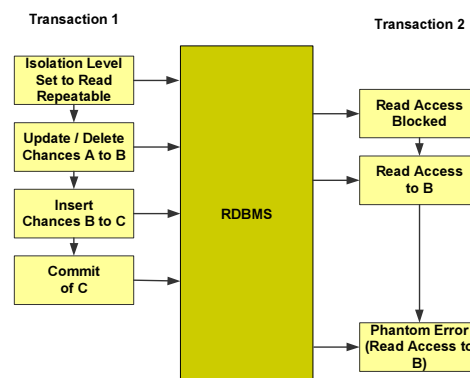 Transaction 1
Isolation Level
Set to Read
Repeatable
Update / Delete
Chances A to B
Insert
Chances B to C
Commit
of C
RDBMS
Transaction 2
Read Access
Blocked
Read Access
to B
Phantom Error
(Read Access to
B)